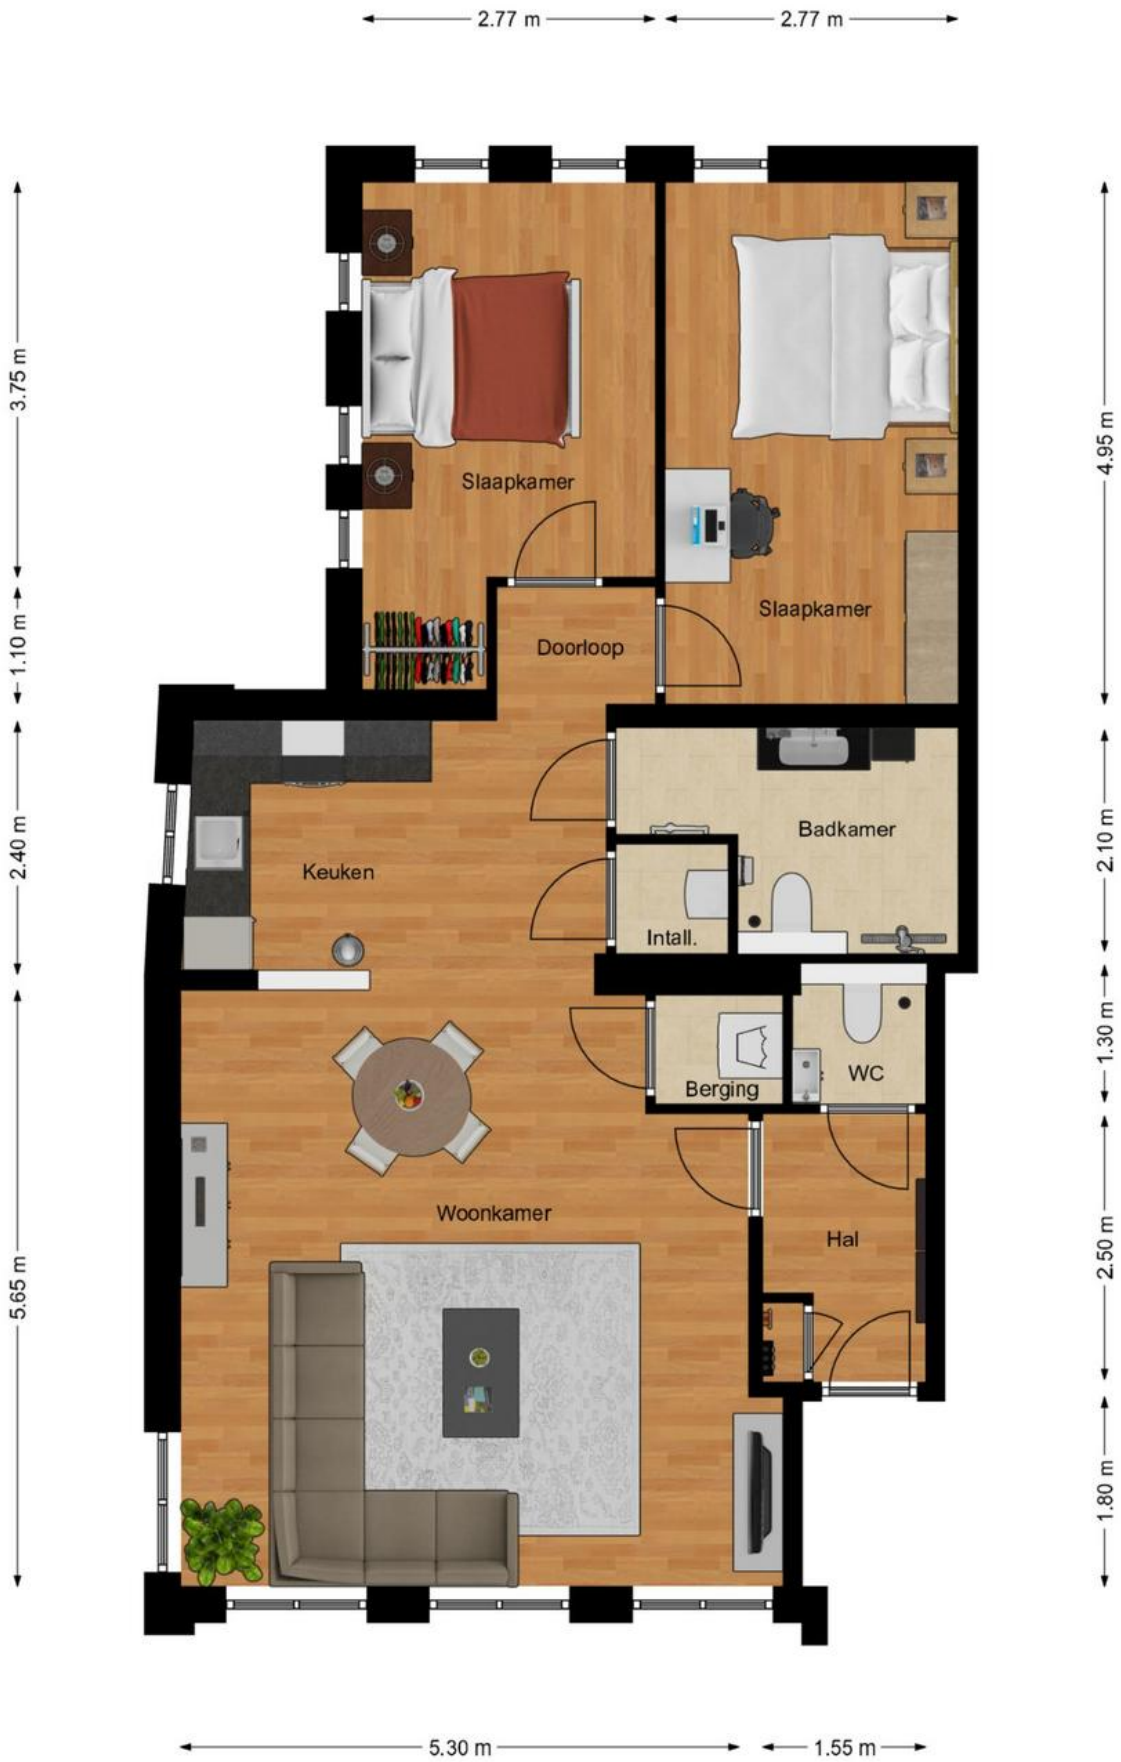 2.77 m
2.77 m
3.75 m
4.95 m
Slaapkamer
Slaapkamer
1.10 m
Doorloop
2.40 m
2.10 m
Badkamer
Keuken
Intall.
1.30 m
WC
Berging
Woonkamer
Hal
2.50 m
5.65 m
1.80 m
5.30 m
1.55 m